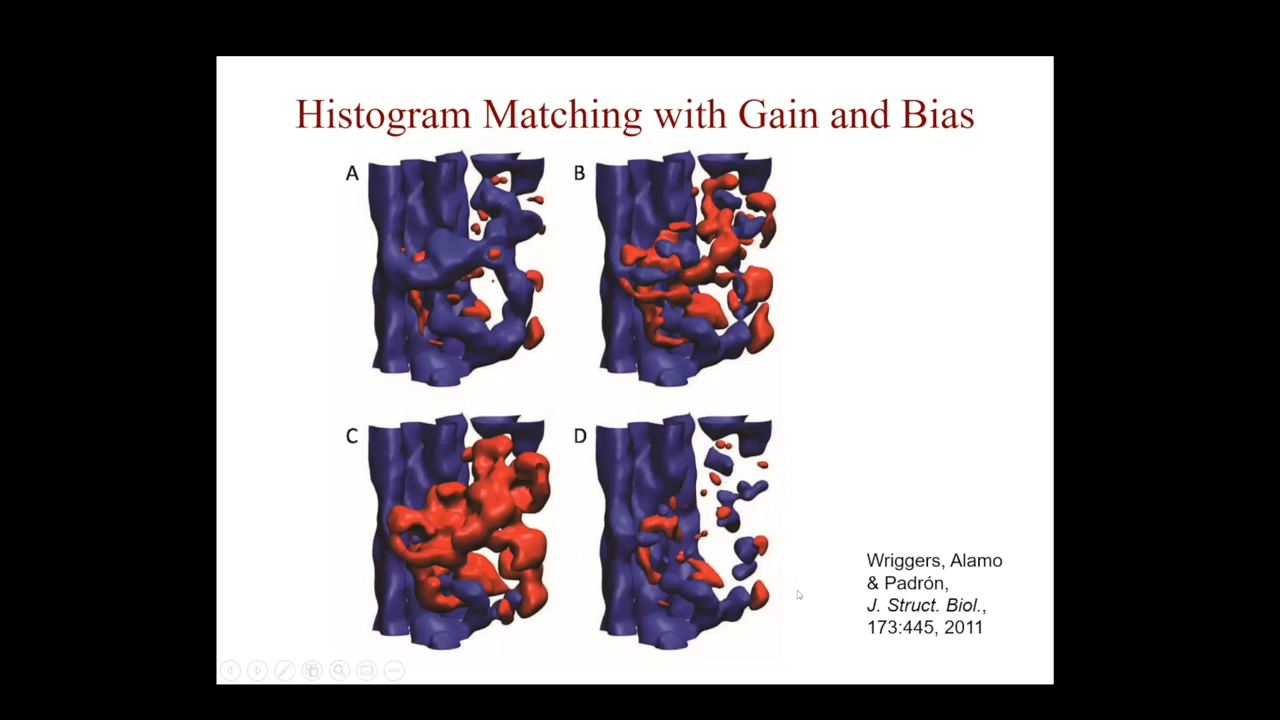 Histogram Matching with Gain and Bias
A
B
C
D
Wriggers, Alamo
& Padrón,
J. Struct. Biol.,
173:445, 2011